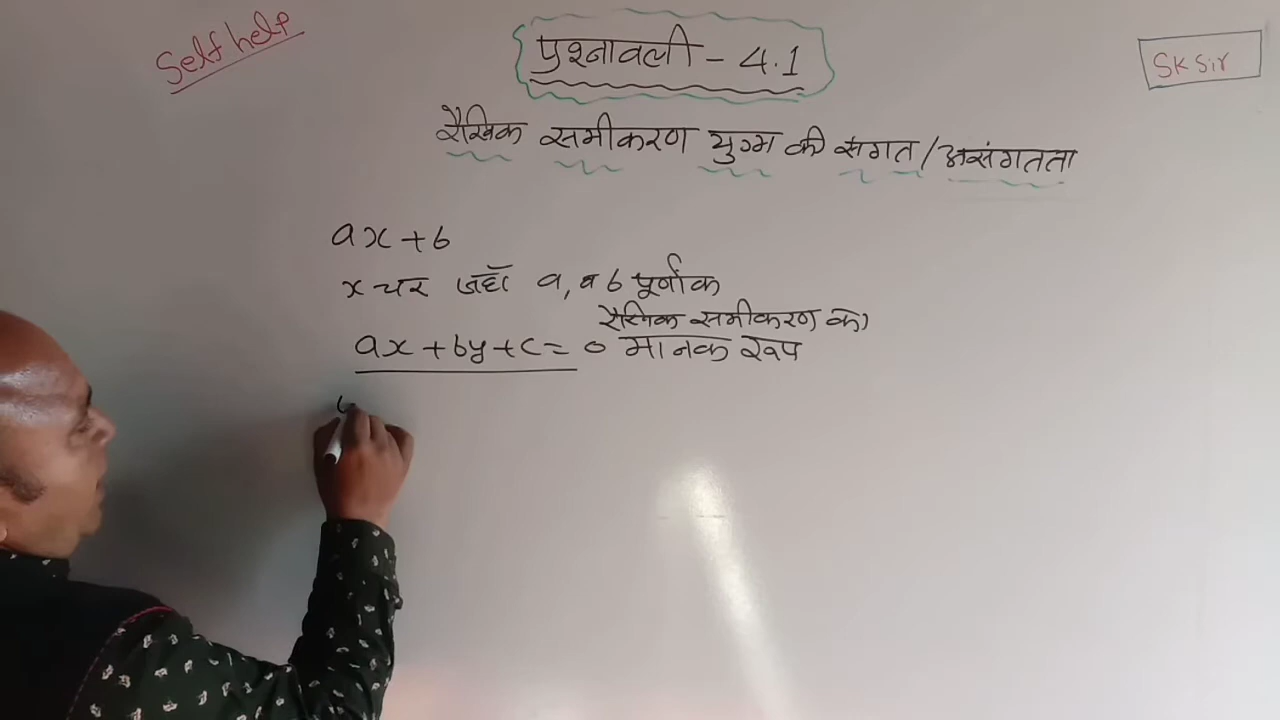 Self help
प्रश्नावली - 4.1
SK Sir
रैखिक समीकरण युग्म की संगत/असंगतता
ax + b
x चर जहाँ a, व b पूर्णांक
रैखिक समीकरण का
ax + by + c = 0 मानक रूप